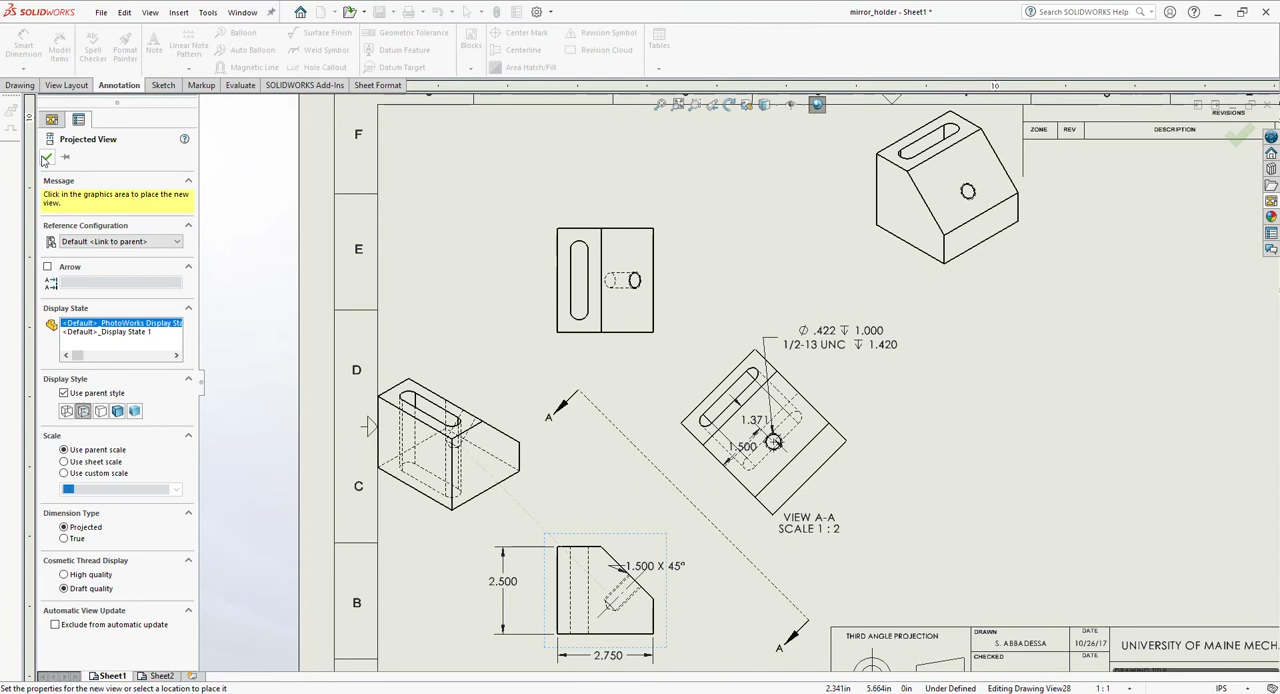 SOLIDWORKS File Edit View Insert Tools Window mirror_holder - Sheet1 * Search SOLIDWORKS Help
Smart Dimension
Model Items
Spell Checker
Format Painter
Note
Linear Note Pattern
Balloon
Auto Balloon
Magnetic Line
Surface Finish
Weld Symbol
Hole Callout
Geometric Tolerance
Datum Feature
Datum Target
Blocks
Center Mark
Centerline
Area Hatch/Fill
Revision Symbol
Revision Cloud
Tables
Drawing View Layout Annotation Sketch Markup Evaluate SOLIDWORKS Add-Ins Sheet Format
10
Projected View
Message
Click in the graphics area to place the new
view.
Reference Configuration
Default <Link to parent>
Arrow
Display State
<Default>_PhotoWorks Display Sta
<Default>_Display State 1
Display Style
Use parent style
Scale
Use parent scale
Use sheet scale
Use custom scale
Dimension Type
Projected
True
Cosmetic Thread Display
High quality
Draft quality
Automatic View Update
Exclude from automatic update
F
E
D
C
B
REVISIONS
ZONE REV DESCRIPTION
Ø .422 ↧ 1.000
1/2-13 UNC ↧ 1.420
A
1.371
1.500
VIEW A-A
SCALE 1 : 2
1.500 X 45°
2.500
2.750
A
THIRD ANGLE PROJECTION
DRAWN
S. ABBADESSA
DATE
10/26/17
CHECKED
DATE
UNIVERSITY OF MAINE MECH.
Sheet1 Sheet2
Set the properties for the new view or select a location to place it 2.341in 5.664in 0in Under Defined Editing Drawing View28 1 : 1 IPS